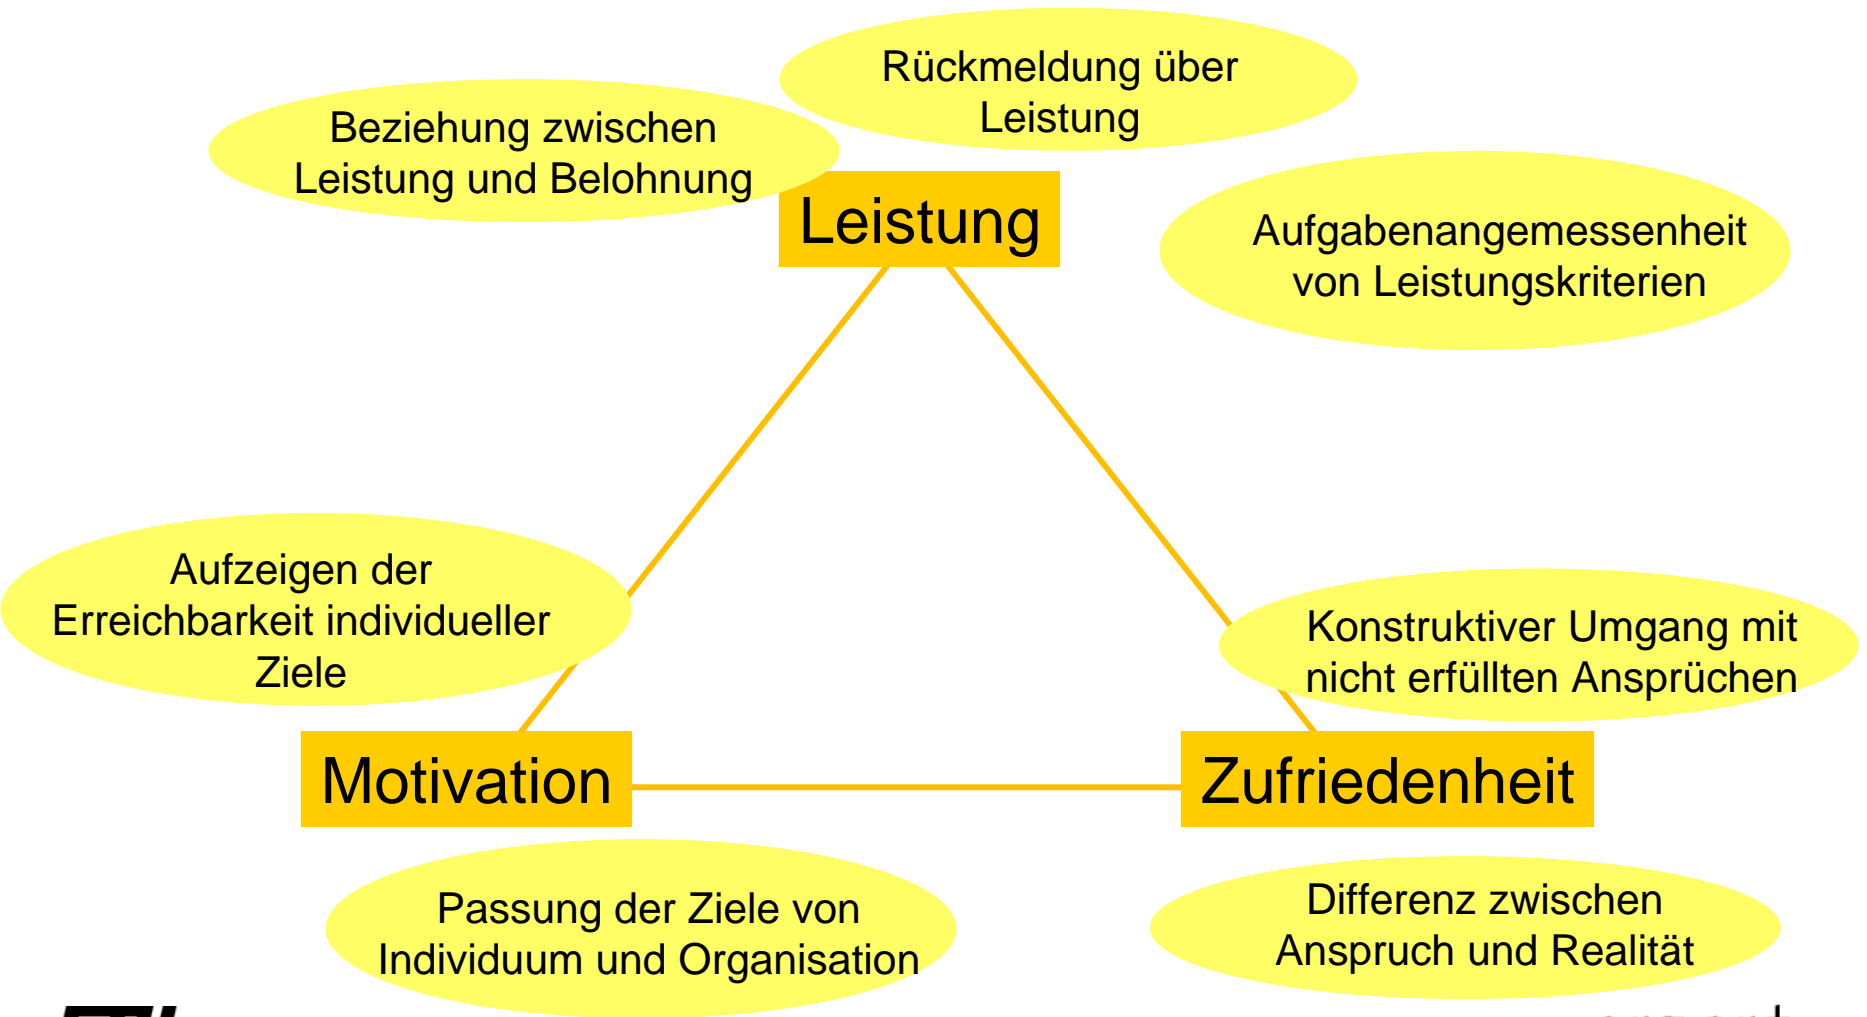 Rückmeldung über
Leistung
Beziehung zwischen
Leistung und Belohnung
Leistung
Aufgabenangemessenheit
von Leistungskriterien
Aufzeigen der
Erreichbarkeit individueller
Ziele
Konstruktiver Umgang mit
nicht erfüllten Ansprüchen
Motivation
Zufriedenheit
Passung der Ziele von
Individuum und Organisation
Differenz zwischen
Anspruch und Realität